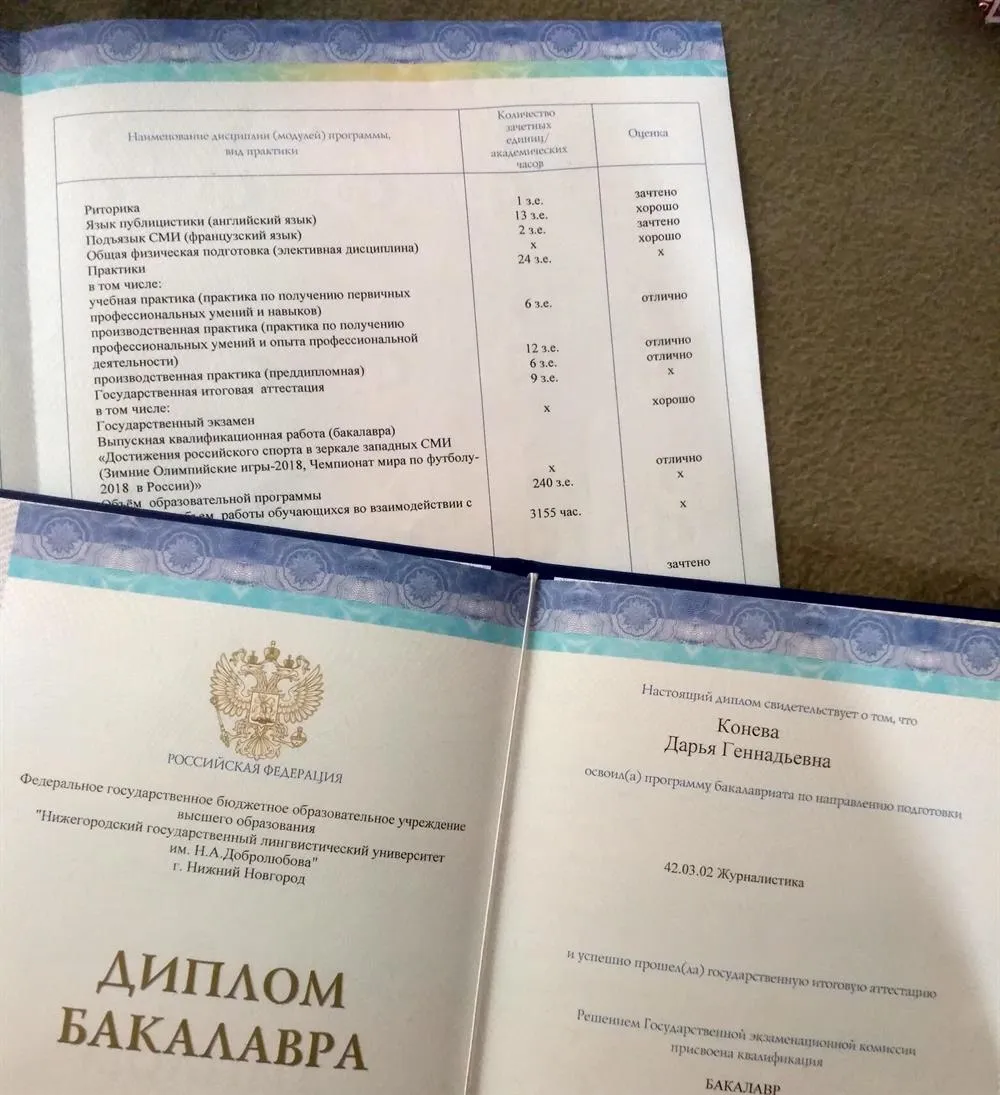 Наименование дисциплин (модулей) программы,
вид практики
Количество
зачетных
единиц/
академических
часов
Оценка
Риторика 1 з.е. зачтено
Язык публицистики (английский язык) 13 з.е. хорошо
Подъязык СМИ (французский язык) 2 з.е. зачтено
Общая физическая подготовка (элективная дисциплина) х хорошо
Практики 24 з.е. х
в том числе:
учебная практика (практика по получению первичных
профессиональных умений и навыков) 6 з.е. отлично
производственная практика (практика по получению
профессиональных умений и опыта профессиональной
деятельности) 12 з.е. отлично
производственная практика (преддипломная) 6 з.е. отлично
Государственная итоговая аттестация 9 з.е. х
в том числе:
Государственный экзамен х хорошо
Выпускная квалификационная работа (бакалавра)
«Достижения российского спорта в зеркале западных СМИ
(Зимние Олимпийские игры-2018, Чемпионат мира по футболу-
2018 в России)» х отлично
Объём образовательной программы 240 з.е. х
работы обучающихся во взаимодействии с
3155 час. х
зачтено
РОССИЙСКАЯ ФЕДЕРАЦИЯ
Федеральное государственное бюджетное образовательное учреждение
высшего образования
"Нижегородский государственный лингвистический университет
им. Н.А.Добролюбова"
г. Нижний Новгород
ДИПЛОМ
БАКАЛАВРА
Настоящий диплом свидетельствует о том, что
Конева
Дарья Геннадьевна
освоил(а) программу бакалавриата по направлению подготовки
42.03.02 Журналистика
и успешно прошел(ла) государственную итоговую аттестацию
Решением Государственной экзаменационной комиссии
присвоена квалификация
БАКАЛАВР